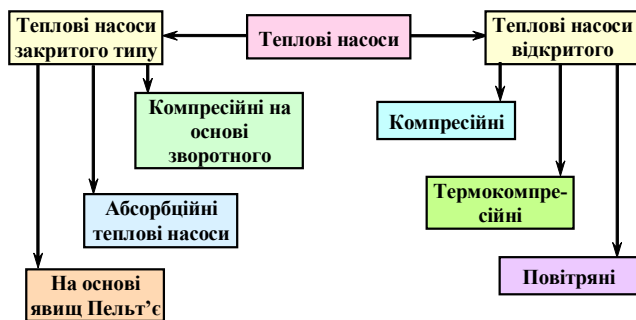 Теплові насоси
закритого типу
Теплові насоси
Теплові насоси
відкритого
Компресійні на
основі
зворотного
Компресійні
Абсорбційні
теплові насоси
Термокомпре-
сійні
На основі
явищ Пельт’є
Повітряні